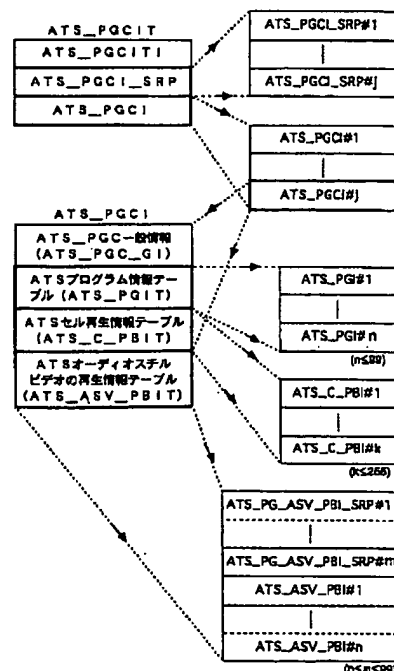 ATS_PGCIT
ATS_PGCITI
ATS_PGCI_SRP
ATS_PGCI
ATS_PGCI_SRP#1
ATS_PGCI_SRP#j
ATS_PGCI#1
ATS_PGCI#j
ATS_PGCI
ATS_PGC一般情報
(ATS_PGC_GI)
ATSプログラム情報テー
ブル (ATS_PGIT)
ATSセル再生情報テーブル
(ATS_C_PBIT)
ATSオーディオスチル
ビデオの再生情報テーブル
(ATS_ASV_PBIT)
ATS_PGI#1
ATS_PGI#n
(n≤99)
ATS_C_PBI#1
ATS_C_PBI#k
(k≤255)
ATS_PG_ASV_PBI_SRP#1
ATS_PG_ASV_PBI_SRP#m
ATS_ASV_PBI#1
ATS_ASV_PBI#n